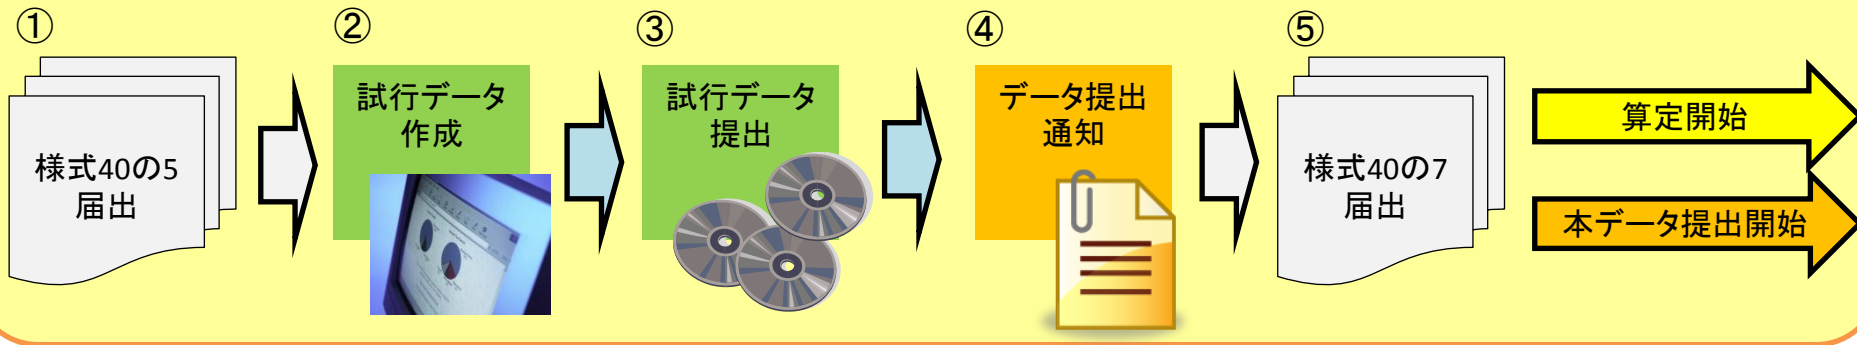 ①
様式40の5
届出
②
試行データ
作成
③
試行データ
提出
④
データ提出
通知
⑤
様式40の7
届出
算定開始
本データ提出開始